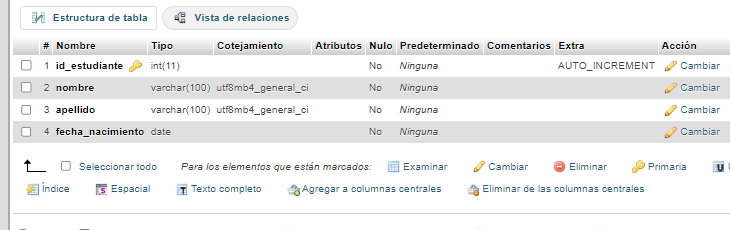 Estructura de tabla Vista de relaciones
# Nombre Tipo Cotejamiento Atributos Nulo Predeterminado Comentarios Extra Acción
1 id_estudiante int(11) No Ninguna AUTO_INCREMENT Cambiar
2 nombre varchar(100) utf8mb4_general_ci No Ninguna Cambiar
3 apellido varchar(100) utf8mb4_general_ci No Ninguna Cambiar
4 fecha_nacimiento date No Ninguna Cambiar
Seleccionar todo Para los elementos que están marcados: Examinar Cambiar Eliminar Primaria
Índice Espacial Texto completo Agregar a columnas centrales Eliminar de las columnas centrales